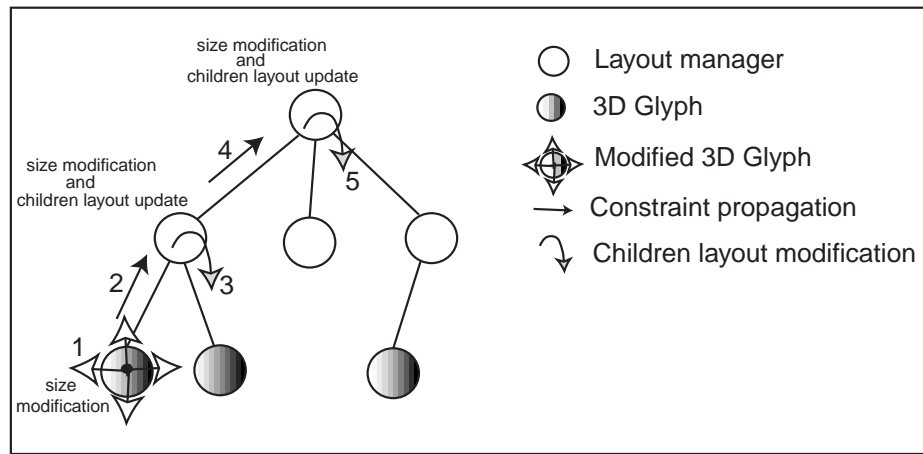 size modification
and
children layout update
4
5
size modification
and
children layout update
2
3
1
size
modification
Layout manager
3D Glyph
Modified 3D Glyph
Constraint propagation
Children layout modification